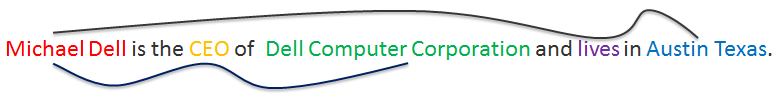 Michael Dell is the CEO of Dell Computer Corporation and lives in Austin Texas.